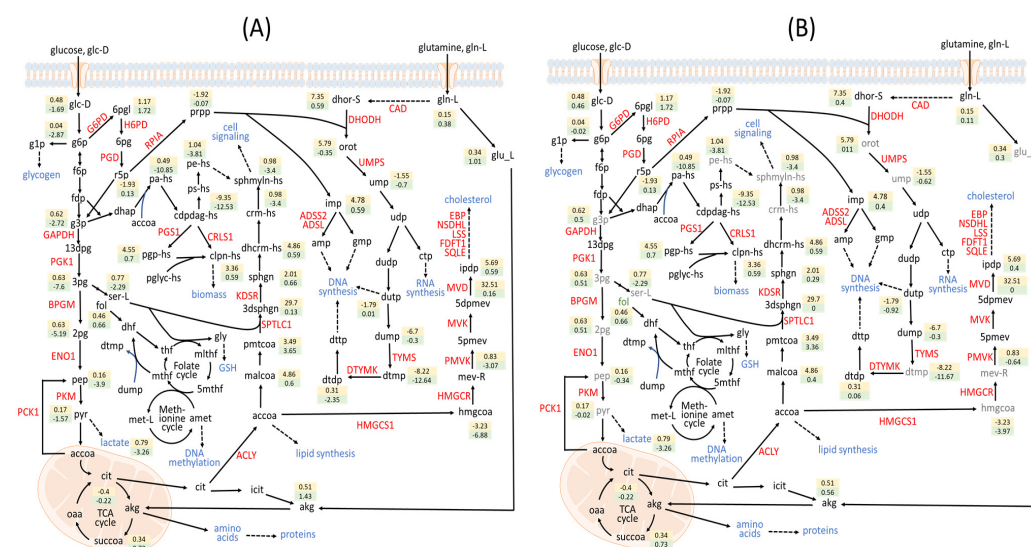 (A)
glucose, glc-D
glutamine, gln-L
0.48
-1.69
glc-D
6pgl
1.17
1.72
-1.92
-0.07
prpp
7.35
0.59
dhor-S
CAD
gln-L
0.15
0.38
0.04
-2.87
G6PD
H6PD
DHODH
g1p
g6p
6pg
RPIA
cell
signaling
5.79
-0.35
orot
glu_L
0.34
1.01
glycogen
PGD
pe-hs
1.04
-3.81
0.49
-10.85
UMPS
f6p
r5p
pa-hs
ps-hs
sphmyln-hs
0.98
-3.4
ump
-1.55
-0.7
-1.93
0.13
-9.35
-12.53
0.98
-3.4
imp
4.78
0.59
cholesterol
fdp
dhap
accoa
cdpdag-hs
crm-hs
ADSS2
ADSL
udp
EBP
NSDHL
LSS
FDFT1
SQLE
0.62
-2.72
g3p
GAPDH
PGS1
CRLS1
amp
gmp
13dpg
4.55
0.7
pgp-hs
clpn-hs
dhcrm-hs
4.86
0.59
dudp
ctp
ipdp
5.69
0.59
PGK1
pglyc-hs
3.36
0.59
sphgn
2.01
0.66
DNA
synthesis
RNA
synthesis
MVD
32.51
0.16
0.63
-7.6
3pg
0.77
-2.29
ser-L
biomass
KDSR
dutp
5dpmev
BPGM
fol
0.46
0.66
3dsphgn
29.7
0.13
-1.79
0.01
MVK
0.63
-5.19
2pg
dhf
SPTLC1
dttp
dump
-6.7
-0.3
5pmev
dtmp
thf
gly
mlthf
pmtcoa
3.49
3.65
TYMS
PMVK
0.83
-3.07
ENO1
Folate
cycle
GSH
malcoa
DTYMK
-8.22
-12.64
mev-R
pep
0.16
-3.9
dump
mthf
5mthf
4.86
0.6
dtdp
dtmp
0.31
-2.35
HMGCR
PKM
PCK1
0.17
-1.57
pyr
met-L
Meth-
ionine
cycle
amet
accoa
hmgcoa
HMGCS1
-3.23
-6.88
lactate
0.79
-3.26
accoa
DNA
methylation
ACLY
lipid synthesis
cit
cit
icit
0.51
1.43
-0.4
-0.22
akg
akg
oaa
TCA
cycle
succoa
0.34
amino
acids
proteins
(B)
glucose, glc-D
glutamine, gln-L
0.48
0.46
glc-D
6pgl
1.17
1.72
-1.92
-0.07
prpp
7.35
0.4
dhor-S
CAD
gln-L
0.15
0.11
0.04
-0.02
G6PD
H6PD
DHODH
g1p
g6p
6pg
RPIA
cell
signaling
5.79
011
orot
glu_
0.34
0.3
glycogen
PGD
pe-hs
1.04
-3.81
0.49
-10.85
UMPS
f6p
r5p
pa-hs
ps-hs
sphmyln-hs
0.98
-3.4
ump
-1.55
-0.62
-1.93
0.13
-9.35
-12.53
0.98
-3.4
imp
4.78
0.4
cholesterol
fdp
dhap
accoa
cdpdag-hs
crm-hs
ADSS2
ADSL
udp
EBP
NSDHL
LSS
FDFT1
SQLE
0.62
0.5
g3p
GAPDH
PGS1
CRLS1
amp
gmp
13dpg
4.55
0.7
pgp-hs
clpn-hs
dhcrm-hs
4.86
0.59
dudp
ctp
ipdp
5.69
0.4
PGK1
pglyc-hs
3.36
0.59
sphgn
2.01
0.29
DNA
synthesis
RNA
synthesis
MVD
32.51
0
0.63
0.51
3pg
0.77
-2.29
ser-L
biomass
KDSR
dutp
5dpmev
BPGM
fol
0.46
0.66
3dsphgn
29.7
0
-1.79
-0.92
MVK
0.63
0.51
2pg
dhf
SPTLC1
dttp
dump
-6.7
-0.3
5pmev
dtmp
thf
gly
mlthf
pmtcoa
3.49
3.36
TYMS
PMVK
0.83
-0.64
ENO1
Folate
cycle
GSH
malcoa
DTYMK
-8.22
-11.67
mev-R
pep
0.16
-0.34
dump
mthf
5mthf
4.86
0.4
dtdp
dtmp
0.31
0.06
HMGCR
PKM
PCK1
0.17
-0.02
pyr
met-L
Meth-
ionine
cycle
amet
accoa
hmgcoa
HMGCS1
-3.23
-3.97
lactate
0.79
-3.26
accoa
DNA
methylation
ACLY
lipid synthesis
cit
cit
icit
0.51
0.56
-0.4
-0.22
akg
akg
oaa
TCA
cycle
succoa
0.34
0.73
amino
acids
proteins